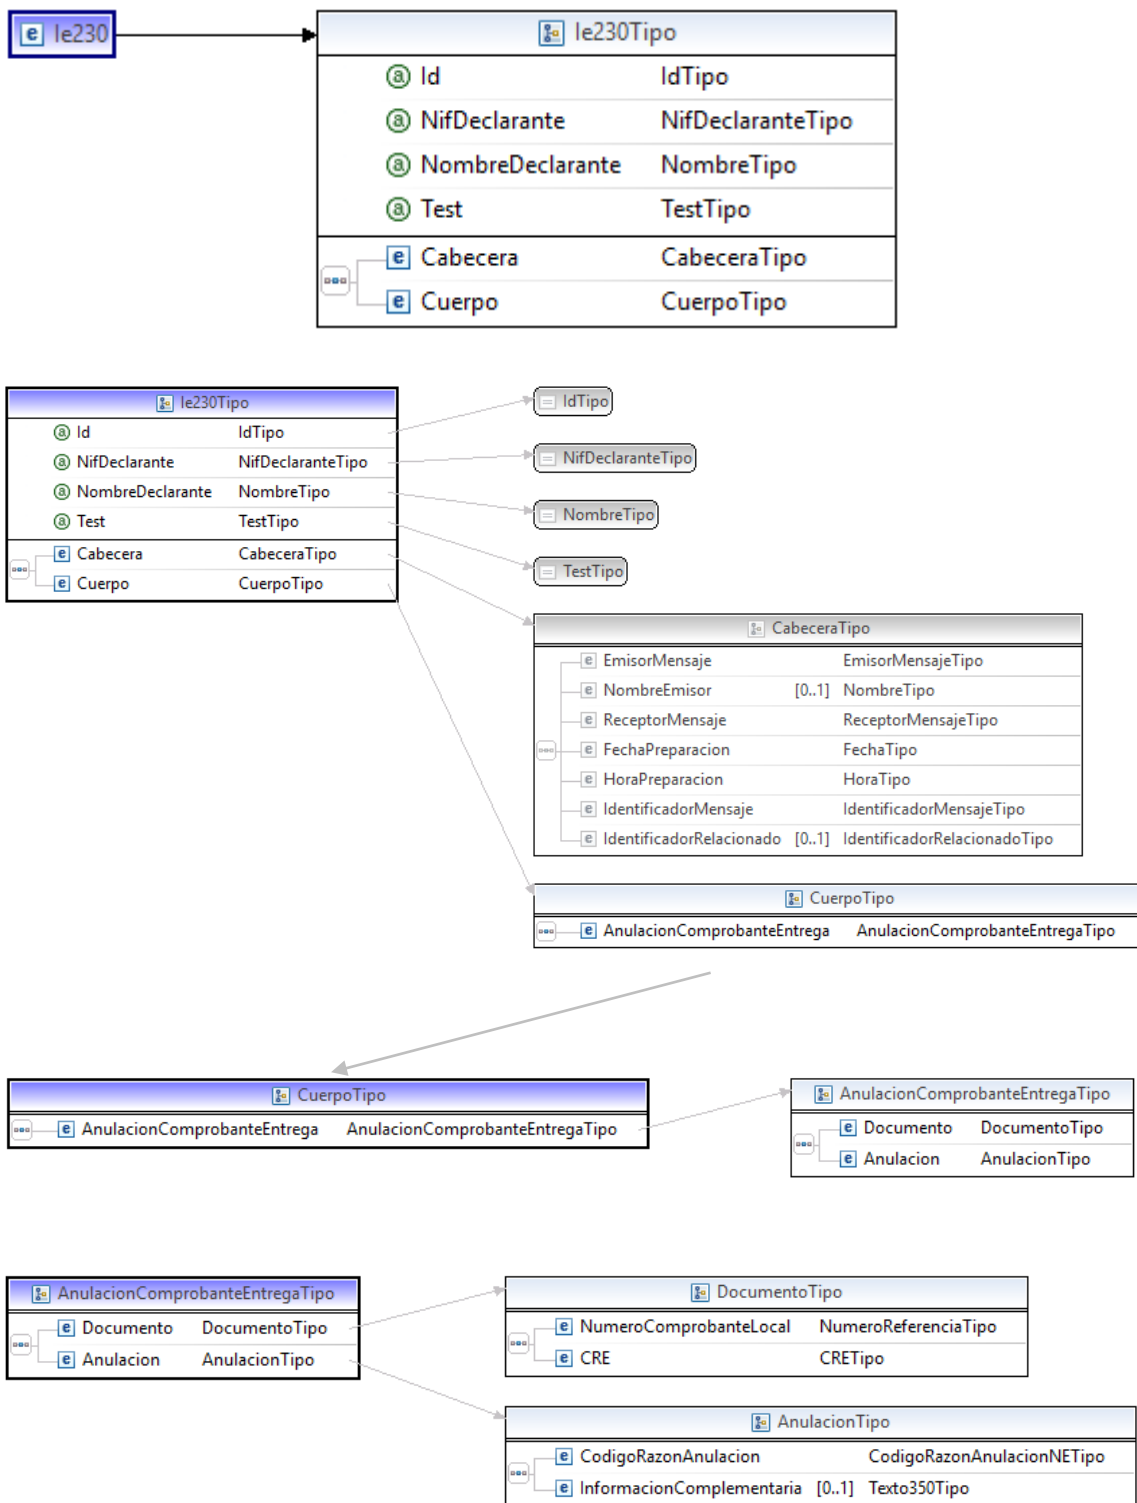 e Ie230
Ie230Tipo
a Id IdTipo
a NifDeclarante NifDeclaranteTipo
a NombreDeclarante NombreTipo
a Test TestTipo
e Cabecera CabeceraTipo
e Cuerpo CuerpoTipo
Ie230Tipo
a Id IdTipo
a NifDeclarante NifDeclaranteTipo
a NombreDeclarante NombreTipo
a Test TestTipo
e Cabecera CabeceraTipo
e Cuerpo CuerpoTipo
IdTipo
NifDeclaranteTipo
NombreTipo
TestTipo
CabeceraTipo
e EmisorMensaje EmisorMensajeTipo
e NombreEmisor [0..1] NombreTipo
e ReceptorMensaje ReceptorMensajeTipo
e FechaPreparacion FechaTipo
e HoraPreparacion HoraTipo
e IdentificadorMensaje IdentificadorMensajeTipo
e IdentificadorRelacionado [0..1] IdentificadorRelacionadoTipo
CuerpoTipo
e AnulacionComprobanteEntrega AnulacionComprobanteEntregaTipo
CuerpoTipo
e AnulacionComprobanteEntrega AnulacionComprobanteEntregaTipo
AnulacionComprobanteEntregaTipo
e Documento DocumentoTipo
e Anulacion AnulacionTipo
AnulacionComprobanteEntregaTipo
e Documento DocumentoTipo
e Anulacion AnulacionTipo
DocumentoTipo
e NumeroComprobanteLocal NumeroReferenciaTipo
e CRE CRETipo
AnulacionTipo
e CodigoRazonAnulacion CodigoRazonAnulacionNETipo
e InformacionComplementaria [0..1] Texto350Tipo